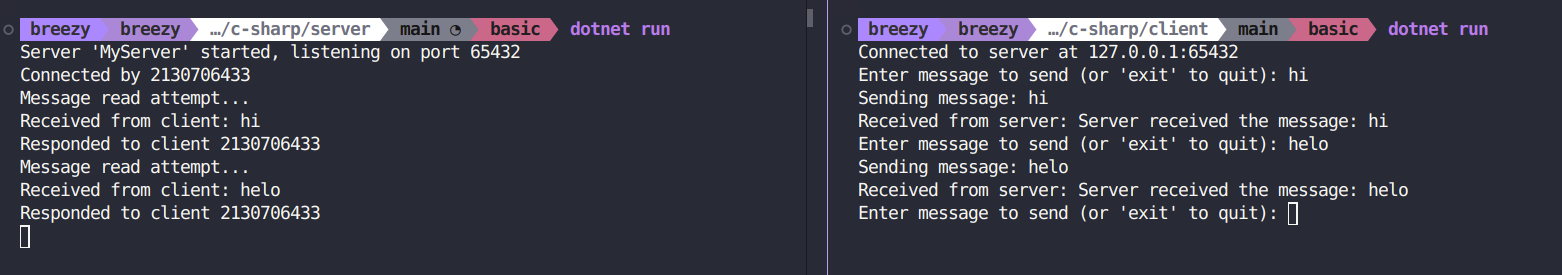 breezy breezy …/c-sharp/server main basic dotnet run
Server 'MyServer' started, listening on port 65432
Connected by 2130706433
Message read attempt...
Received from client: hi
Responded to client 2130706433
Message read attempt...
Received from client: helo
Responded to client 2130706433
breezy breezy …/c-sharp/client main basic dotnet run
Connected to server at 127.0.0.1:65432
Enter message to send (or 'exit' to quit): hi
Sending message: hi
Received from server: Server received the message: hi
Enter message to send (or 'exit' to quit): helo
Sending message: helo
Received from server: Server received the message: helo
Enter message to send (or 'exit' to quit):